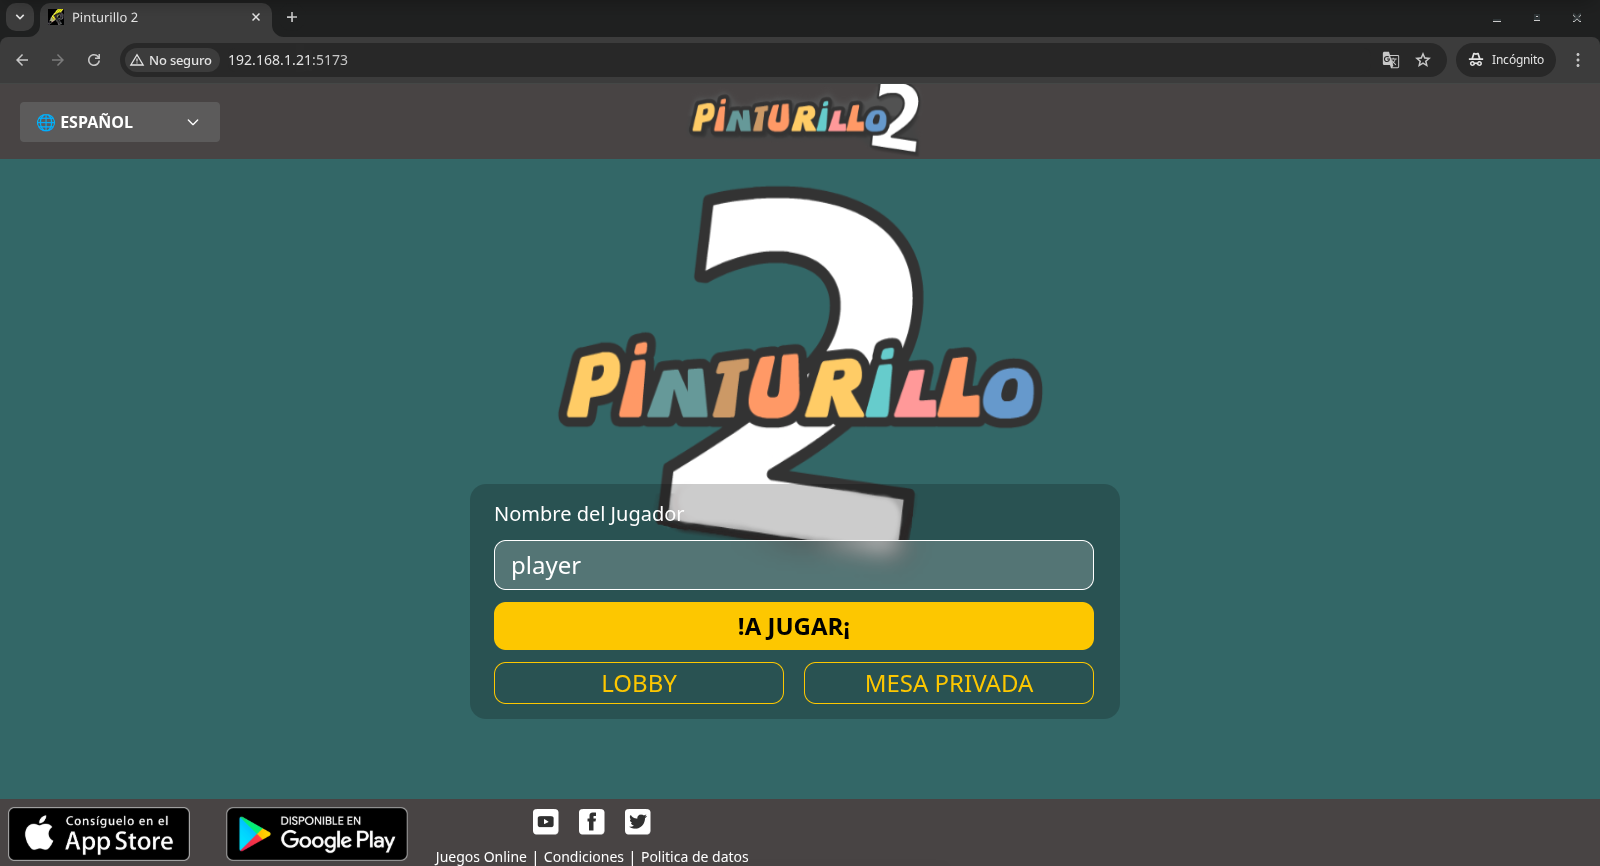 Pinturillo 2
No seguro
192.168.1.21:5173
Incógnito
ESPAÑOL
PiNTURiLLO 2
2
PiNTURiLLO
Nombre del Jugador
player
!A JUGAR¡
LOBBY
MESA PRIVADA
Consíguelo en el
App Store
DISPONIBLE EN
Google Play
Juegos Online | Condiciones | Politica de datos